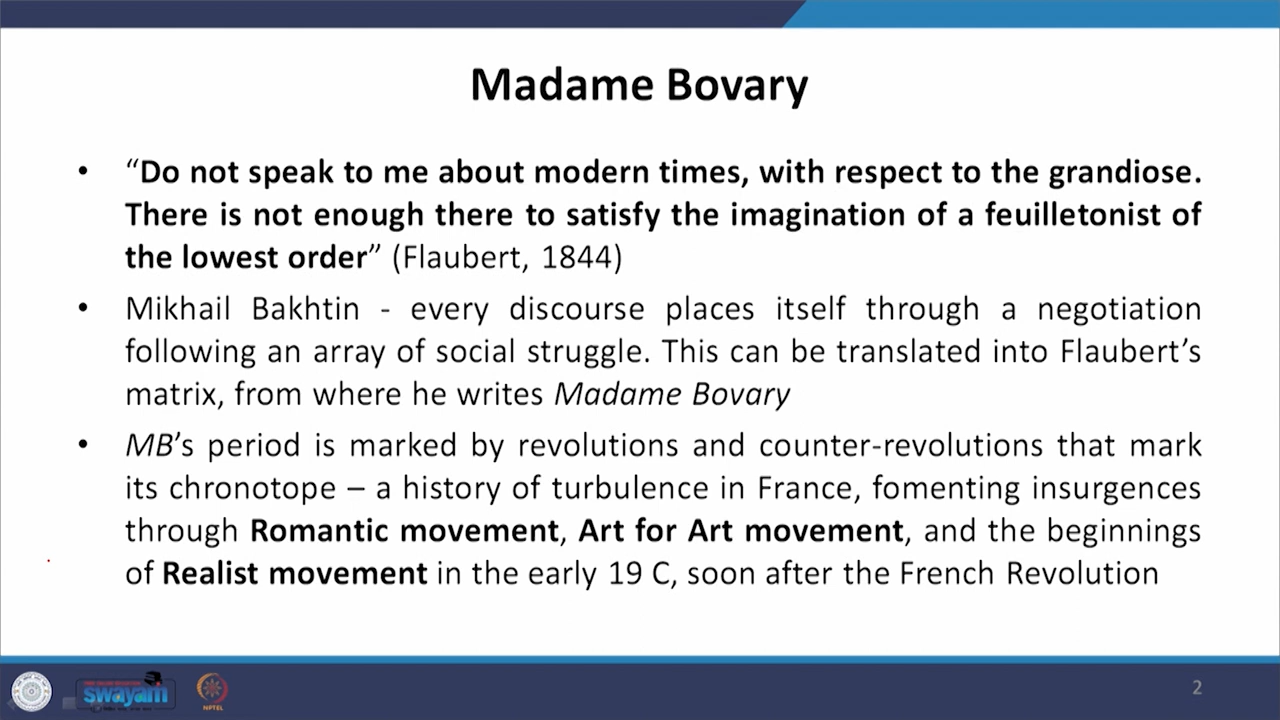 Madame Bovary
• “Do not speak to me about modern times, with respect to the grandiose.
There is not enough there to satisfy the imagination of a feuilletonist of
the lowest order” (Flaubert, 1844)
• Mikhail Bakhtin - every discourse places itself through a negotiation
following an array of social struggle. This can be translated into Flaubert’s
matrix, from where he writes Madame Bovary
• MB’s period is marked by revolutions and counter-revolutions that mark
its chronotope – a history of turbulence in France, fomenting insurgences
through Romantic movement, Art for Art movement, and the beginnings
of Realist movement in the early 19 C, soon after the French Revolution
swayam
NPTEL
2